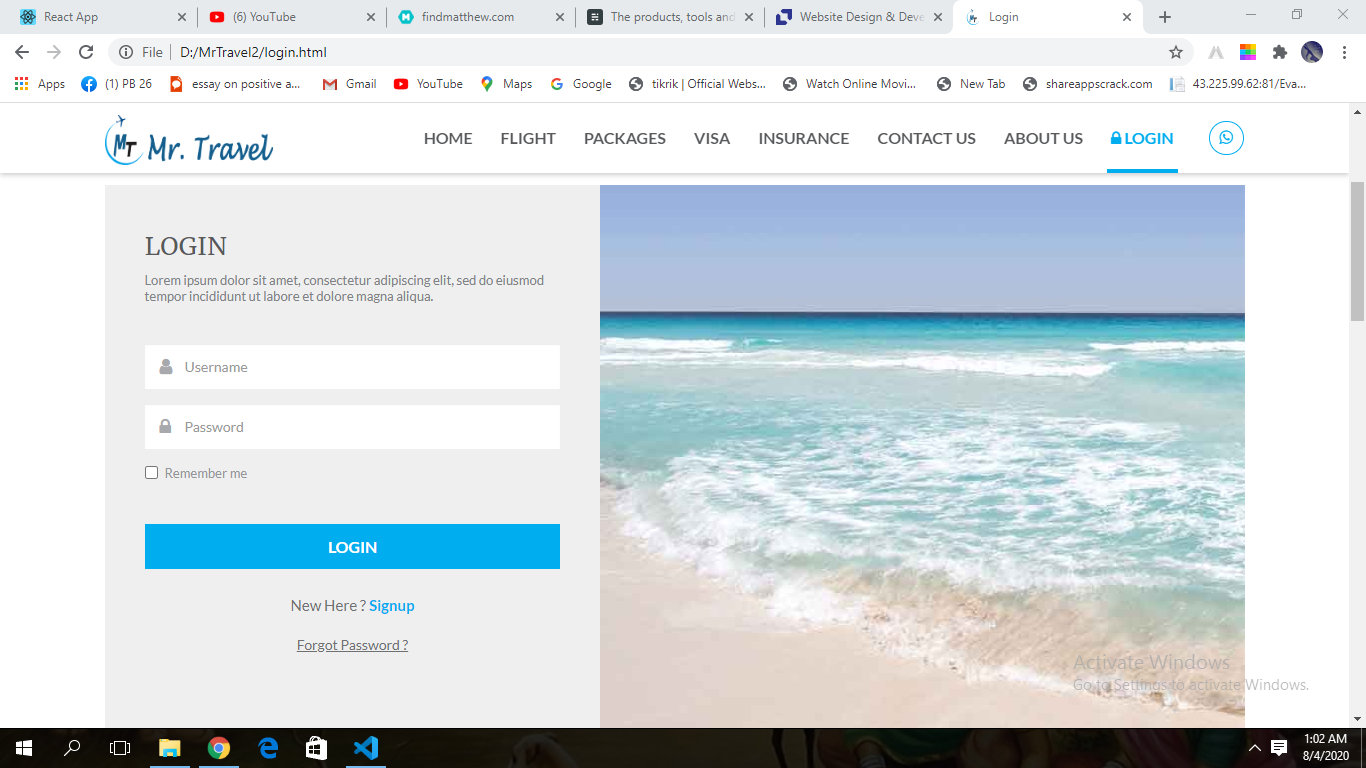 React App
(6) YouTube
findmatthew.com
The products, tools and
Website Design & Deve
Login
File
D:/MrTravel2/login.html
Apps
(1) PB 26
essay on positive a...
Gmail
YouTube
Maps
Google
tikrik | Official Webs...
Watch Online Movi...
New Tab
shareappscrack.com
43.225.99.62:81/Eva...
MT Mr. Travel
HOME
FLIGHT
PACKAGES
VISA
INSURANCE
CONTACT US
ABOUT US
LOGIN
LOGIN
Lorem ipsum dolor sit amet, consectetur adipiscing elit, sed do eiusmod
tempor incididunt ut labore et dolore magna aliqua.
Username
Password
Remember me
LOGIN
New Here ? Signup
Forgot Password ?
Activate Windows
Go to Settings to activate Windows.
1:02 AM
8/4/2020